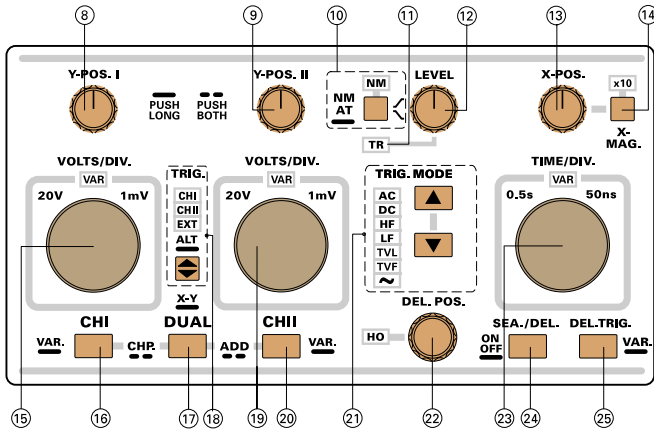 8 9 10 11 12 13 14
Y-POS. I
Y-POS. II
NM
LEVEL
X-POS.
x10
PUSH LONG
PUSH BOTH
NM
AT
TR
X-MAG.
VOLTS/DIV.
VAR
20V 1mV
TRIG.
CHI
CHII
EXT
ALT
X-Y
VOLTS/DIV.
VAR
20V 1mV
TRIG. MODE
AC
DC
HF
LF
TVL
TVF
~
TIME/DIV.
VAR
0.5s 50ns
DEL. POS.
HO
VAR.
CHI
CHP.
DUAL
ADD
CHII
VAR.
ON
OFF
SEA./DEL.
DEL.TRIG.
VAR.
15 16 17 18 19 20 21 22 23 24 25